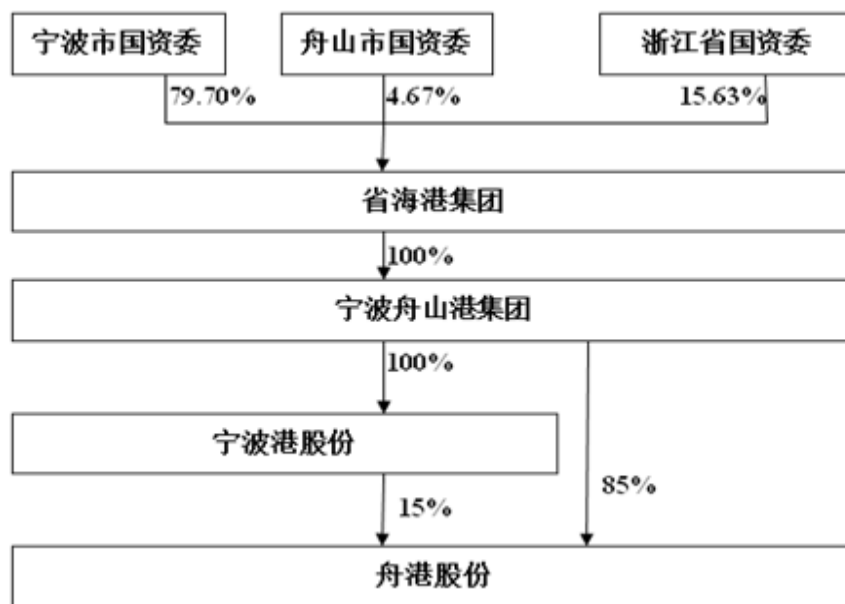 宁波市国资委 舟山市国资委 浙江省国资委
79.70% 4.67% 15.63%
省海港集团
100%
宁波舟山港集团
100%
宁波港股份
85%
15%
舟港股份